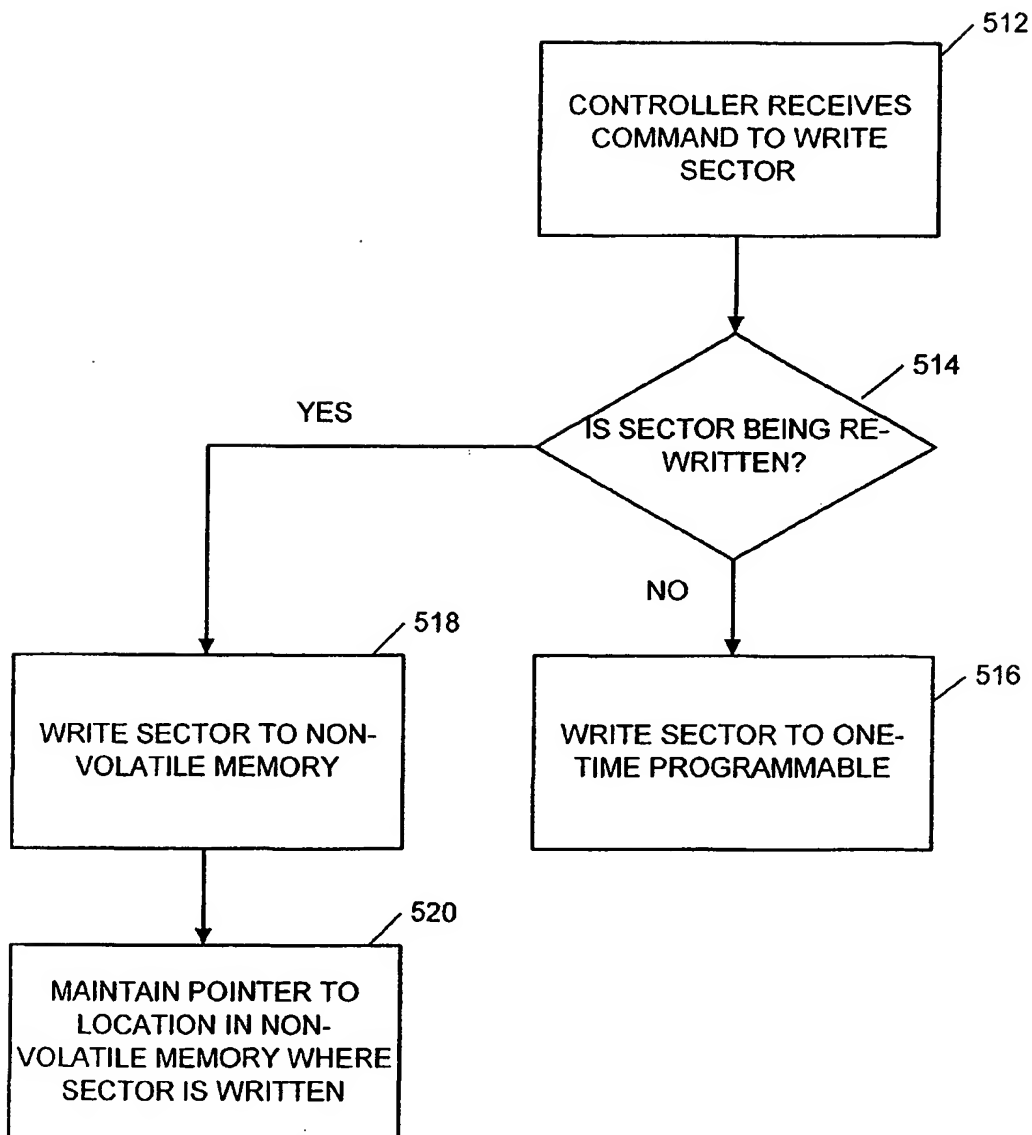 512
CONTROLLER RECEIVES
COMMAND TO WRITE
SECTOR
514
YES
IS SECTOR BEING RE-
WRITTEN?
NO
518
516
WRITE SECTOR TO NON-
VOLATILE MEMORY
WRITE SECTOR TO ONE-
TIME PROGRAMMABLE
520
MAINTAIN POINTER TO
LOCATION IN NON-
VOLATILE MEMORY WHERE
SECTOR IS WRITTEN